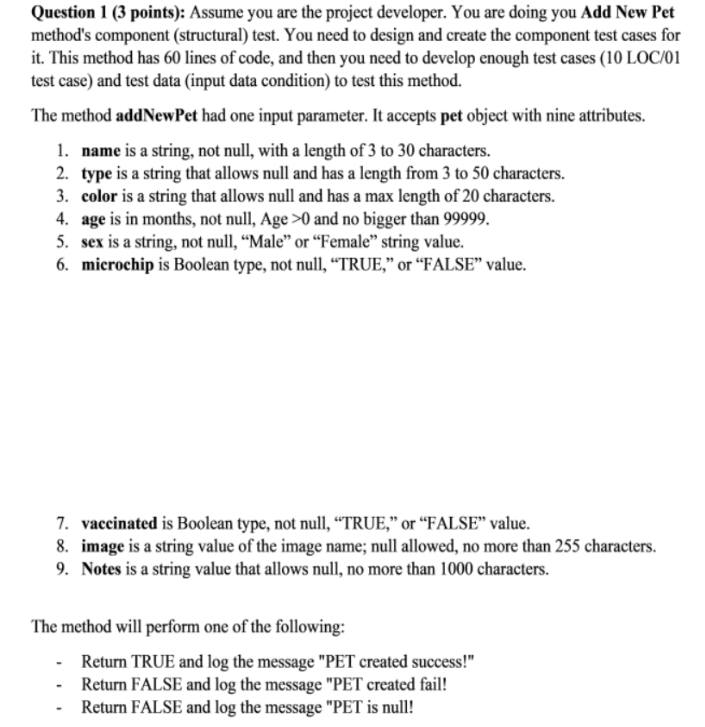 Question 1 (3 points): Assume you are the project developer. You are doing you Add New Pet
method's component (structural) test. You need to design and create the component test cases for
it. This method has 60 lines of code, and then you need to develop enough test cases (10 LOC/01
test case) and test data (input data condition) to test this method.
The method addNewPet had one input parameter. It accepts pet object with nine attributes.
1. name is a string, not null, with a length of 3 to 30 characters.
2. type is a string that allows null and has a length from 3 to 50 characters.
3. color is a string that allows null and has a max length of 20 characters.
4. age is in months, not null, Age >0 and no bigger than 99999.
5. sex is a string, not null, “Male” or “Female” string value.
6. microchip is Boolean type, not null, “TRUE,” or “FALSE” value.
7. vaccinated is Boolean type, not null, “TRUE,” or “FALSE” value.
8. image is a string value of the image name; null allowed, no more than 255 characters.
9. Notes is a string value that allows null, no more than 1000 characters.
The method will perform one of the following:
- Return TRUE and log the message "PET created success!"
- Return FALSE and log the message "PET created fail!
- Return FALSE and log the message "PET is null!